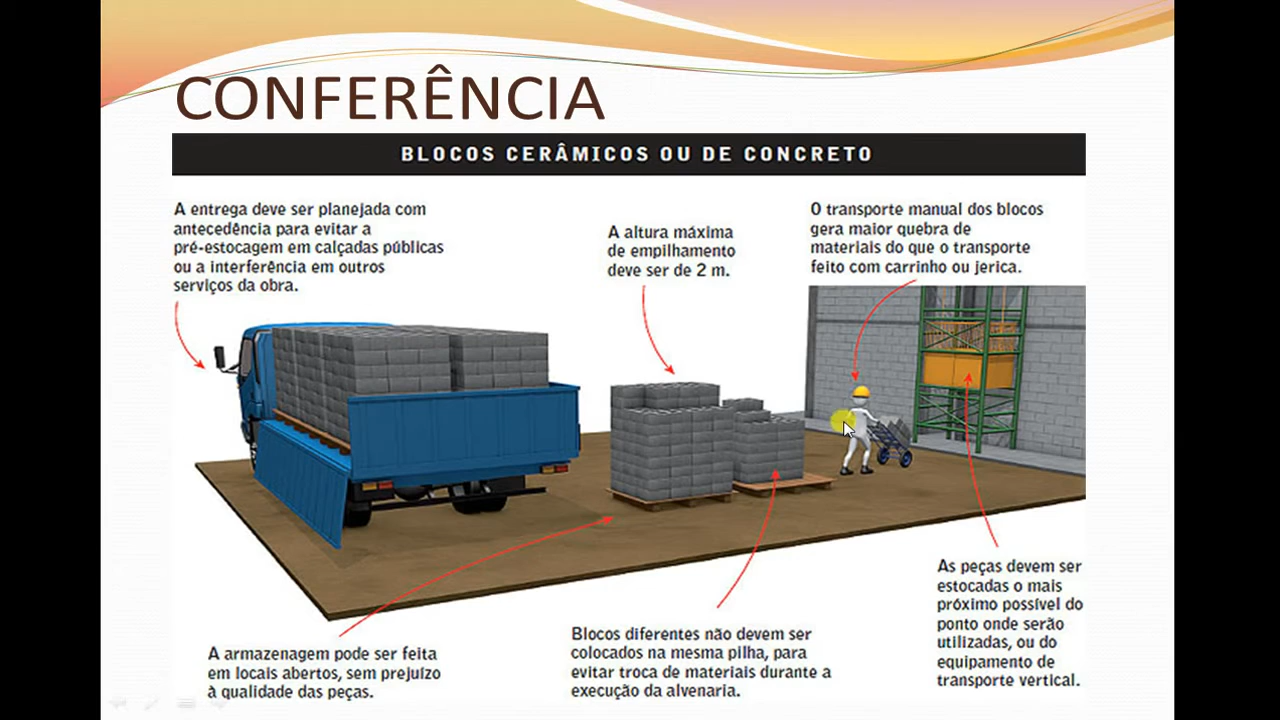 CONFERÊNCIA
BLOCOS CERÂMICOS OU DE CONCRETO
A entrega deve ser planejada com
antecedência para evitar a
pré-estocagem em calçadas públicas
ou a interferência em outros
serviços da obra.
A altura máxima
de empilhamento
deve ser de 2 m.
O transporte manual dos blocos
gera maior quebra de
materiais do que o transporte
feito com carrinho ou jerica.
A armazenagem pode ser feita
em locais abertos, sem prejuízo
à qualidade das peças.
Blocos diferentes não devem ser
colocados na mesma pilha, para
evitar troca de materiais durante a
execução da alvenaria.
As peças devem ser
estocadas o mais
próximo possível do
ponto onde serão
utilizadas, ou do
equipamento de
transporte vertical.